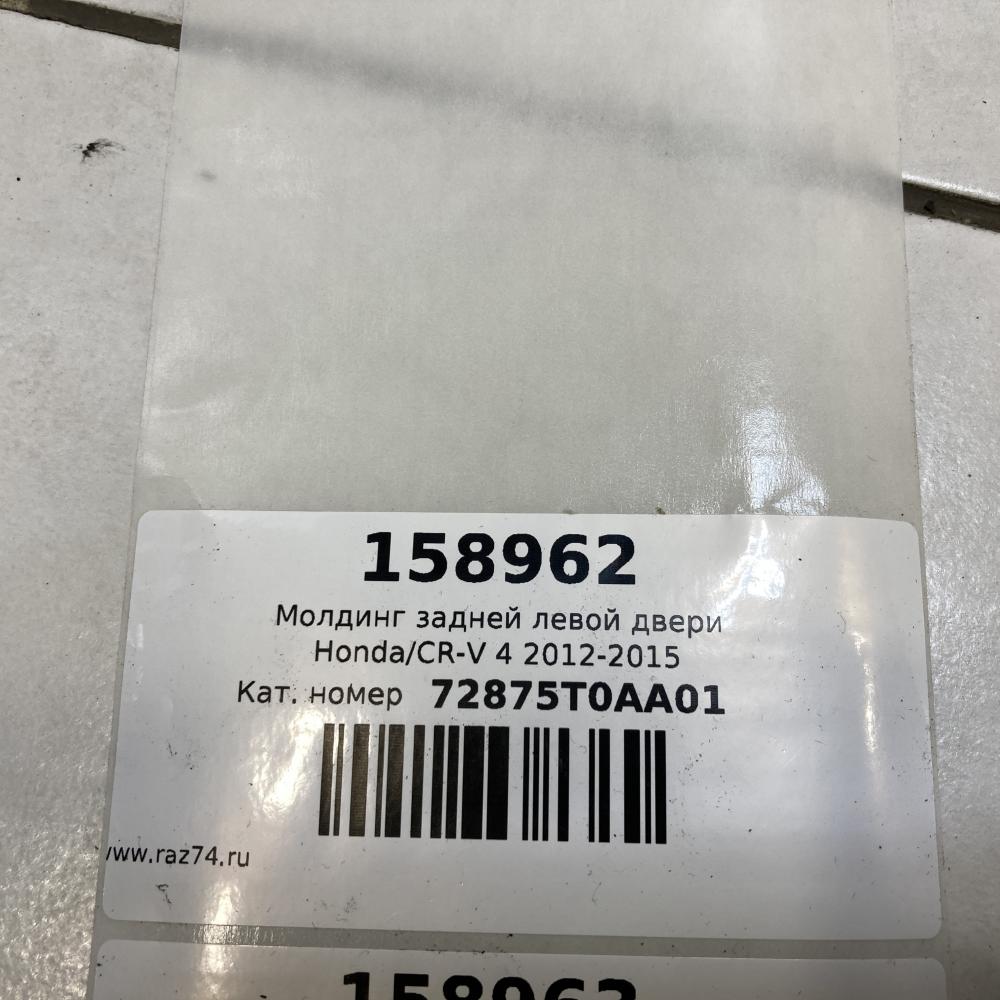 158962
Молдинг задней левой двери
Honda/CR-V 4 2012-2015
Кат. номер 72875T0AA01
www.raz74.ru
158962